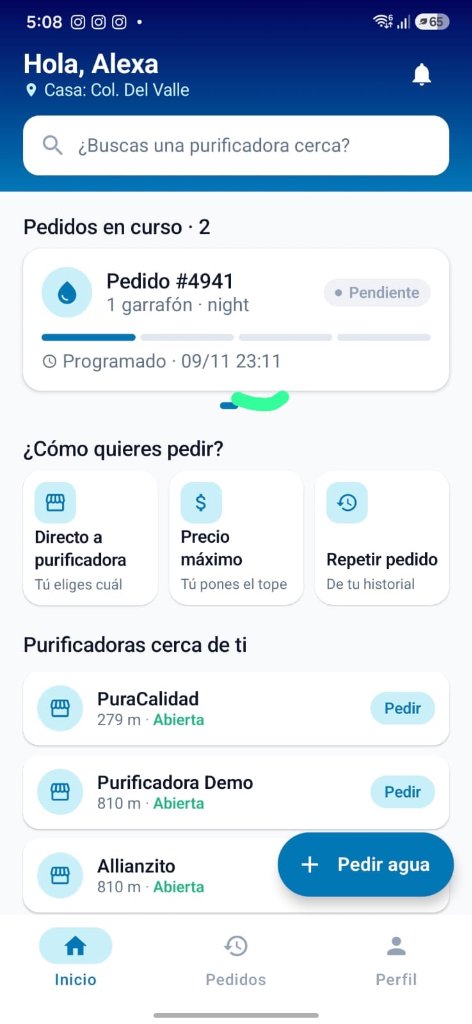 5:08
65
Hola, Alexa
Casa: Col. Del Valle
¿Buscas una purificadora cerca?
Pedidos en curso · 2
Pedido #4941
1 garrafón · night
Pendiente
Programado · 09/11 23:11
¿Cómo quieres pedir?
Directo a
purificadora
Tú eliges cuál
$
Precio
máximo
Tú pones el tope
Repetir pedido
De tu historial
Purificadoras cerca de ti
PuraCalidad
279 m · Abierta
Pedir
Purificadora Demo
810 m · Abierta
Pedir
Allianzito
810 m · Abierta
+ Pedir agua
Inicio
Pedidos
Perfil